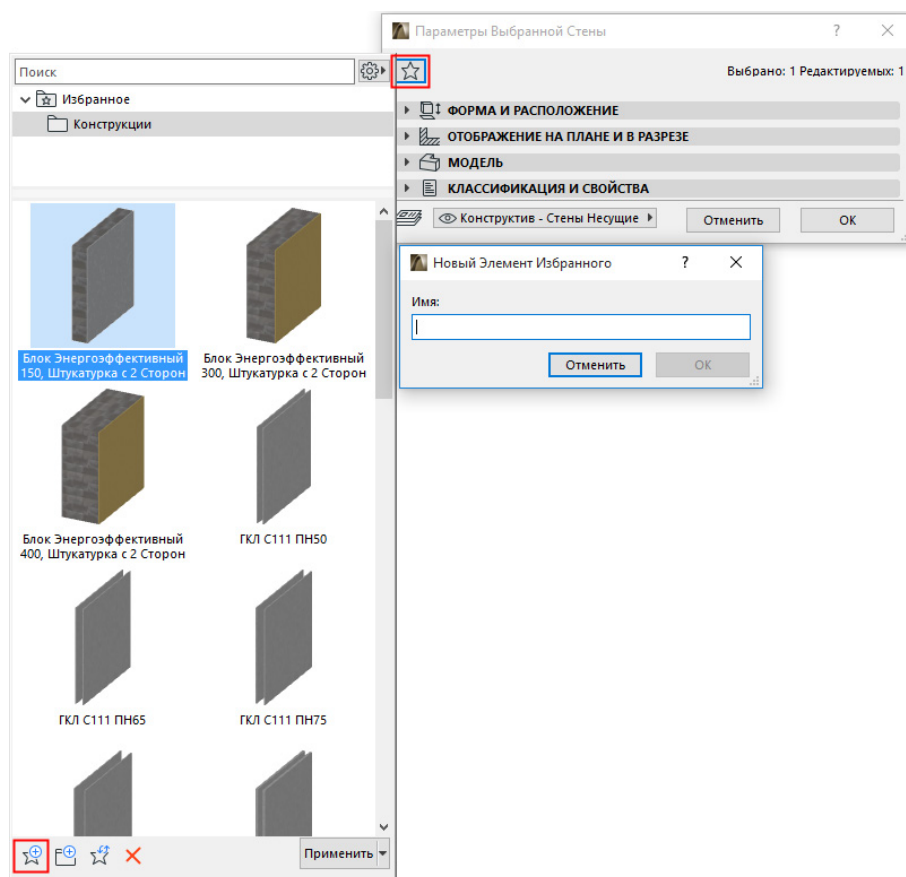 Параметры Выбранной Стены
?
Поиск
Выбрано: 1 Редактируемых: 1
Избранное
Конструкции
ФОРМА И РАСПОЛОЖЕНИЕ
ОТОБРАЖЕНИЕ НА ПЛАНЕ И В РАЗРЕЗЕ
МОДЕЛЬ
КЛАССИФИКАЦИЯ И СВОЙСТВА
Конструктив - Стены Несущие
Отменить
ОК
Новый Элемент Избранного
?
Имя:
Отменить
ОК
Блок Энергоэффективный
150, Штукатурка с 2 Сторон
Блок Энергоэффективный
300, Штукатурка с 2 Сторон
Блок Энергоэффективный
400, Штукатурка с 2 Сторон
ГКЛ С111 ПН50
ГКЛ С111 ПН65
ГКЛ С111 ПН75
Применить